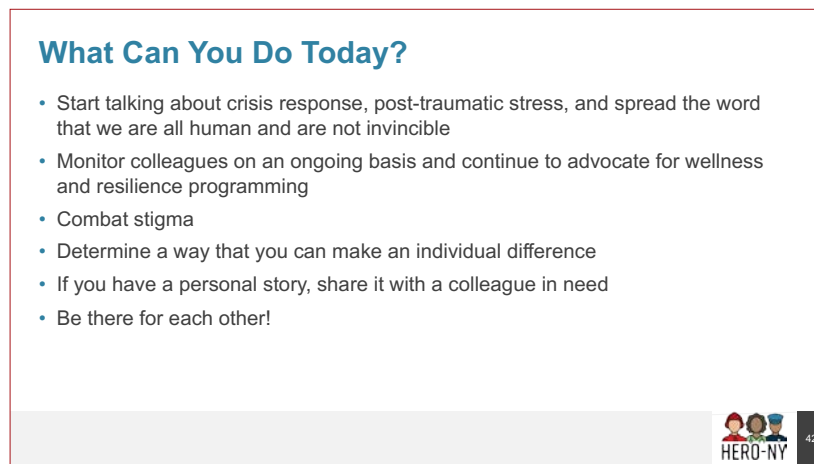 What Can You Do Today?
• Start talking about crisis response, post-traumatic stress, and spread the word
that we are all human and are not invincible
• Monitor colleagues on an ongoing basis and continue to advocate for wellness
and resilience programming
• Combat stigma
• Determine a way that you can make an individual difference
• If you have a personal story, share it with a colleague in need
• Be there for each other!
HERO-NY
42